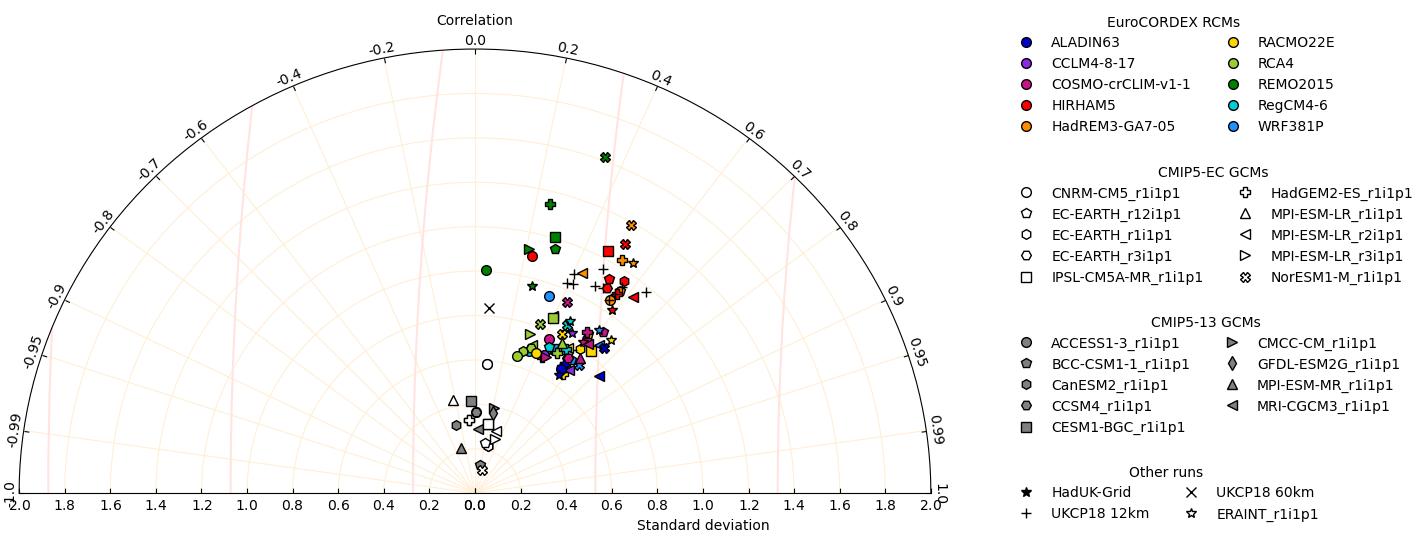 Correlation
0.0
-0.2
0.2
-0.4
0.4
-0.6
0.6
-0.7
0.7
-0.8
0.8
-0.9
0.9
-0.95
0.95
-0.99
0.99
-1.0
1.0
2.0 1.8 1.6 1.4 1.2 1.0 0.8 0.6 0.4 0.2 0.0 0.2 0.4 0.6 0.8 1.0 1.2 1.4 1.6 1.8 2.0
Standard deviation
EuroCORDEX RCMs
ALADIN63 RACMO22E
CCLM4-8-17 RCA4
COSMO-crCLIM-v1-1 REMO2015
HIRHAM5 RegCM4-6
HadREM3-GA7-05 WRF381P
CMIP5-EC GCMs
CNRM-CM5_r1i1p1 HadGEM2-ES_r1i1p1
EC-EARTH_r12i1p1 MPI-ESM-LR_r1i1p1
EC-EARTH_r1i1p1 MPI-ESM-LR_r2i1p1
EC-EARTH_r3i1p1 MPI-ESM-LR_r3i1p1
IPSL-CM5A-MR_r1i1p1 NorESM1-M_r1i1p1
CMIP5-13 GCMs
ACCESS1-3_r1i1p1 CMCC-CM_r1i1p1
BCC-CSM1-1_r1i1p1 GFDL-ESM2G_r1i1p1
CanESM2_r1i1p1 MPI-ESM-MR_r1i1p1
CCSM4_r1i1p1 MRI-CGCM3_r1i1p1
CESM1-BGC_r1i1p1
Other runs
HadUK-Grid UKCP18 60km
UKCP18 12km ERAINT_r1i1p1